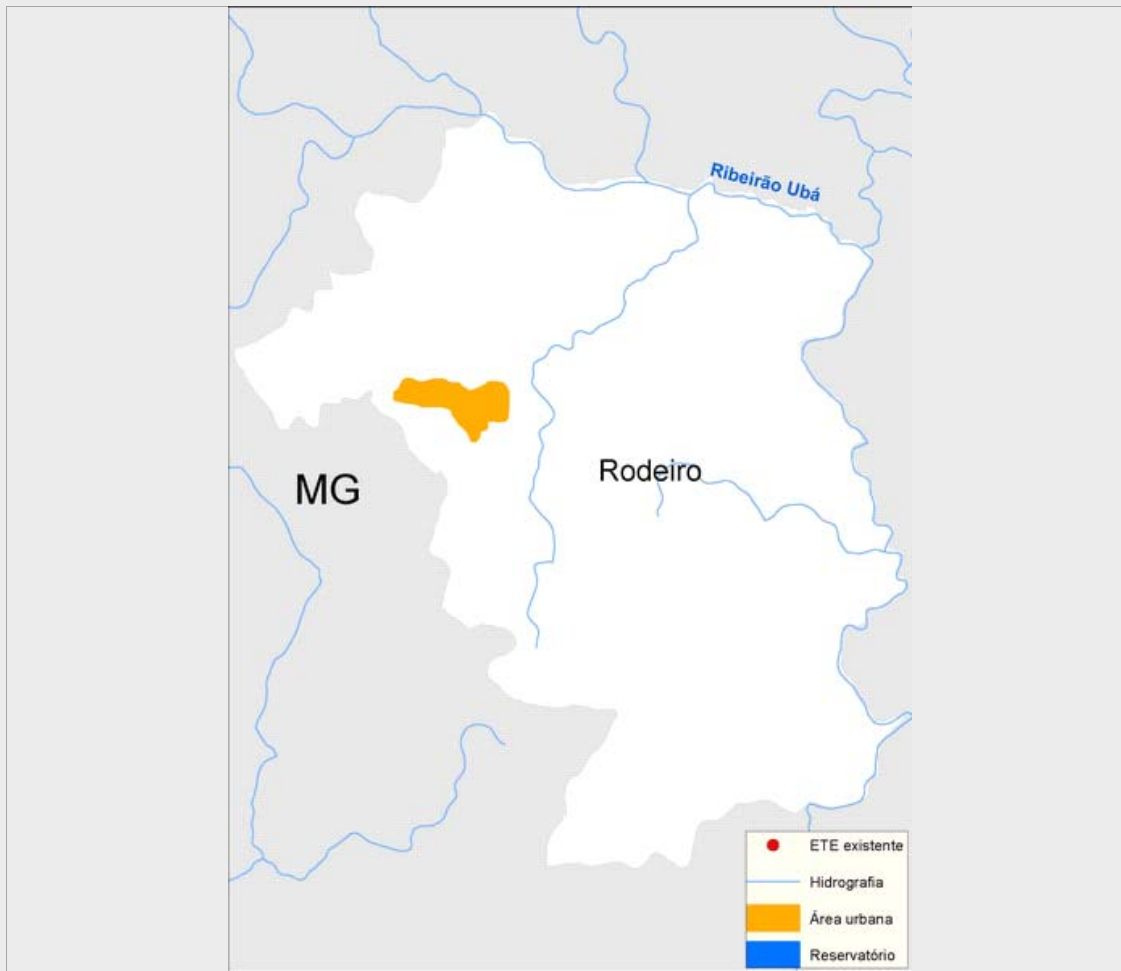 Ribeirão Ubá
Rodeiro
MG
ETE existente
Hidrografia
Área urbana
Reservatório